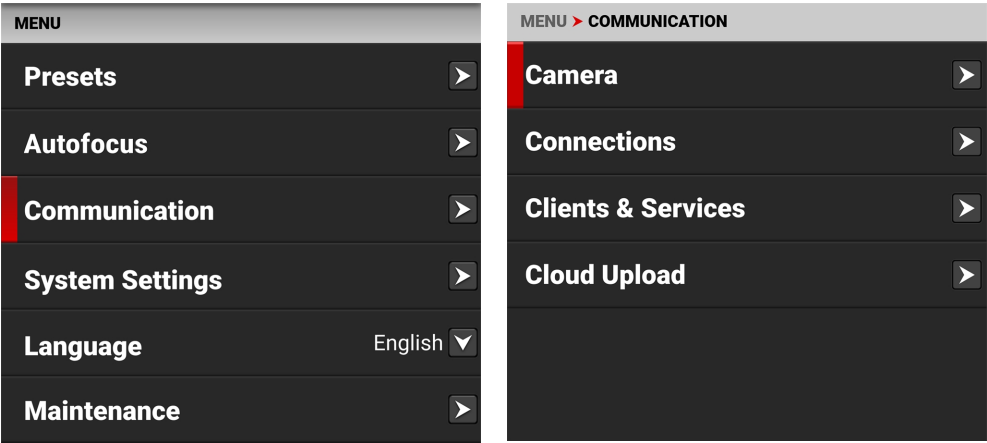 MENU
Presets
Autofocus
Communication
System Settings
Language English
Maintenance
MENU COMMUNICATION
Camera
Connections
Clients & Services
Cloud Upload